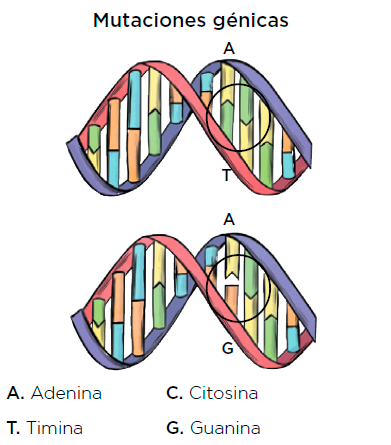 Mutaciones génicas
A
T
A
G
A. Adenina C. Citosina
T. Timina G. Guanina